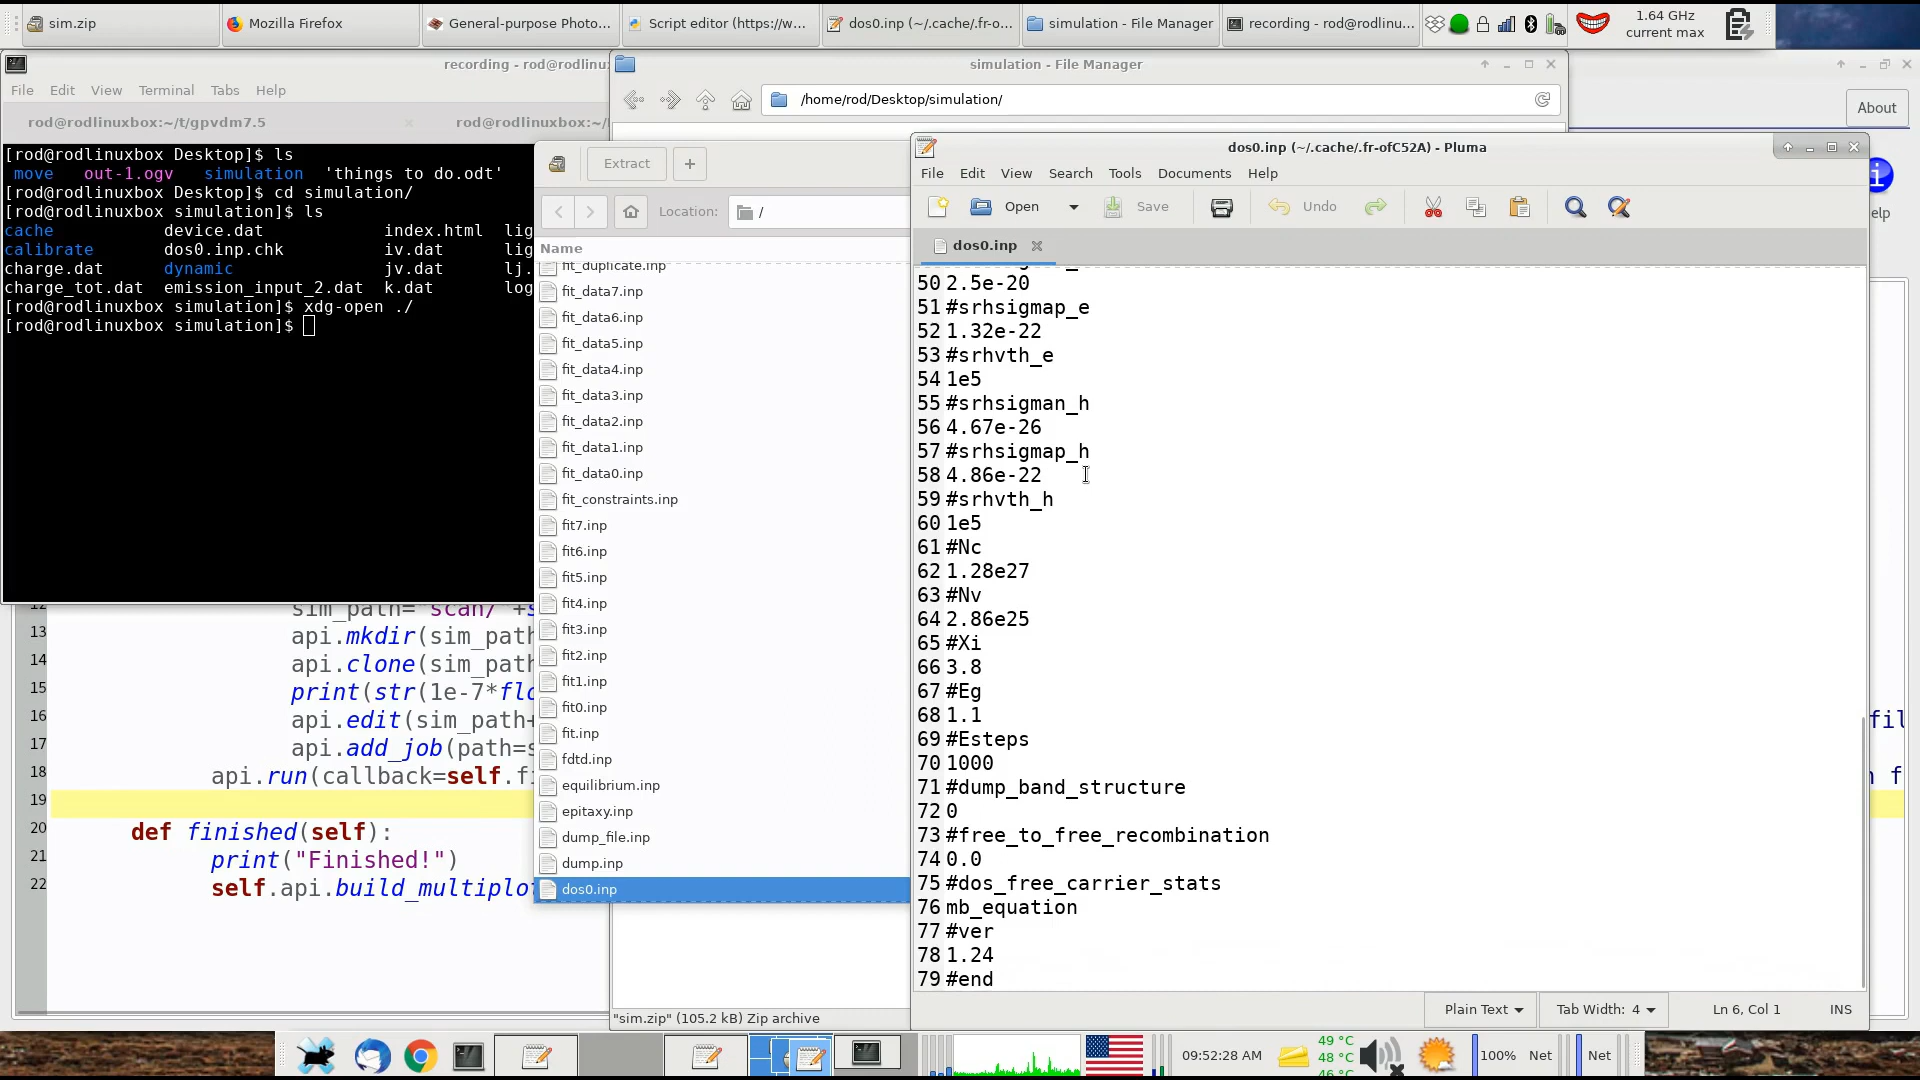 sim.zip
Mozilla Firefox
General-purpose Photo...
Script editor (https://w...
dos0.inp (~/.cache/.fr-o...
simulation - File Manager
recording - rod@rodlinu...
1.64 GHz
current max
recording - rod@rodlinu
File Edit View Terminal Tabs Help
rod@rodlinuxbox:~/t/gpvdm7.5
rod@rodlinuxbox:~/
[rod@rodlinuxbox Desktop]$ ls
move out-1.ogv simulation 'things to do.odt'
[rod@rodlinuxbox Desktop]$ cd simulation/
[rod@rodlinuxbox simulation]$ ls
cache device.dat index.html lig
calibrate dos0.inp.chk iv.dat lig
charge.dat dynamic jv.dat lj.
charge_tot.dat emission_input_2.dat k.dat log
[rod@rodlinuxbox simulation]$ xdg-open ./
[rod@rodlinuxbox simulation]$
simulation - File Manager
/home/rod/Desktop/simulation/
About
elp
Extract
Location: /
Name
fit_duplicate.inp
fit_data7.inp
fit_data6.inp
fit_data5.inp
fit_data4.inp
fit_data3.inp
fit_data2.inp
fit_data1.inp
fit_data0.inp
fit_constraints.inp
fit7.inp
fit6.inp
fit5.inp
fit4.inp
fit3.inp
fit2.inp
fit1.inp
fit0.inp
fit.inp
fdtd.inp
equilibrium.inp
epitaxy.inp
dump_file.inp
dump.inp
dos0.inp
"sim.zip" (105.2 kB) Zip archive
dos0.inp (~/.cache/.fr-ofC52A) - Pluma
File Edit View Search Tools Documents Help
Open Save Undo
dos0.inp
50 2.5e-20
51 #srhsigmap_e
52 1.32e-22
53 #srhvth_e
54 1e5
55 #srhsigman_h
56 4.67e-26
57 #srhsigmap_h
58 4.86e-22
59 #srhvth_h
60 1e5
61 #Nc
62 1.28e27
63 #Nv
64 2.86e25
65 #Xi
66 3.8
67 #Eg
68 1.1
69 #Esteps
70 1000
71 #dump_band_structure
72 0
73 #free_to_free_recombination
74 0.0
75 #dos_free_carrier_stats
76 mb_equation
77 #ver
78 1.24
79 #end
Plain Text Tab Width: 4 Ln 6, Col 1 INS
12 sim_path="scan/"+s
13 api.mkdir(sim_path
14 api.clone(sim_path
15 print(str(1e-7*flo
16 api.edit(sim_path+
17 api.add_job(path=s
18 api.run(callback=self.fi
19
20 def finished(self):
21 print("Finished!")
22 self.api.build_multiplo
fil
n f
09:52:28 AM
49 °C
48 °C
46 °C
100% Net
Net